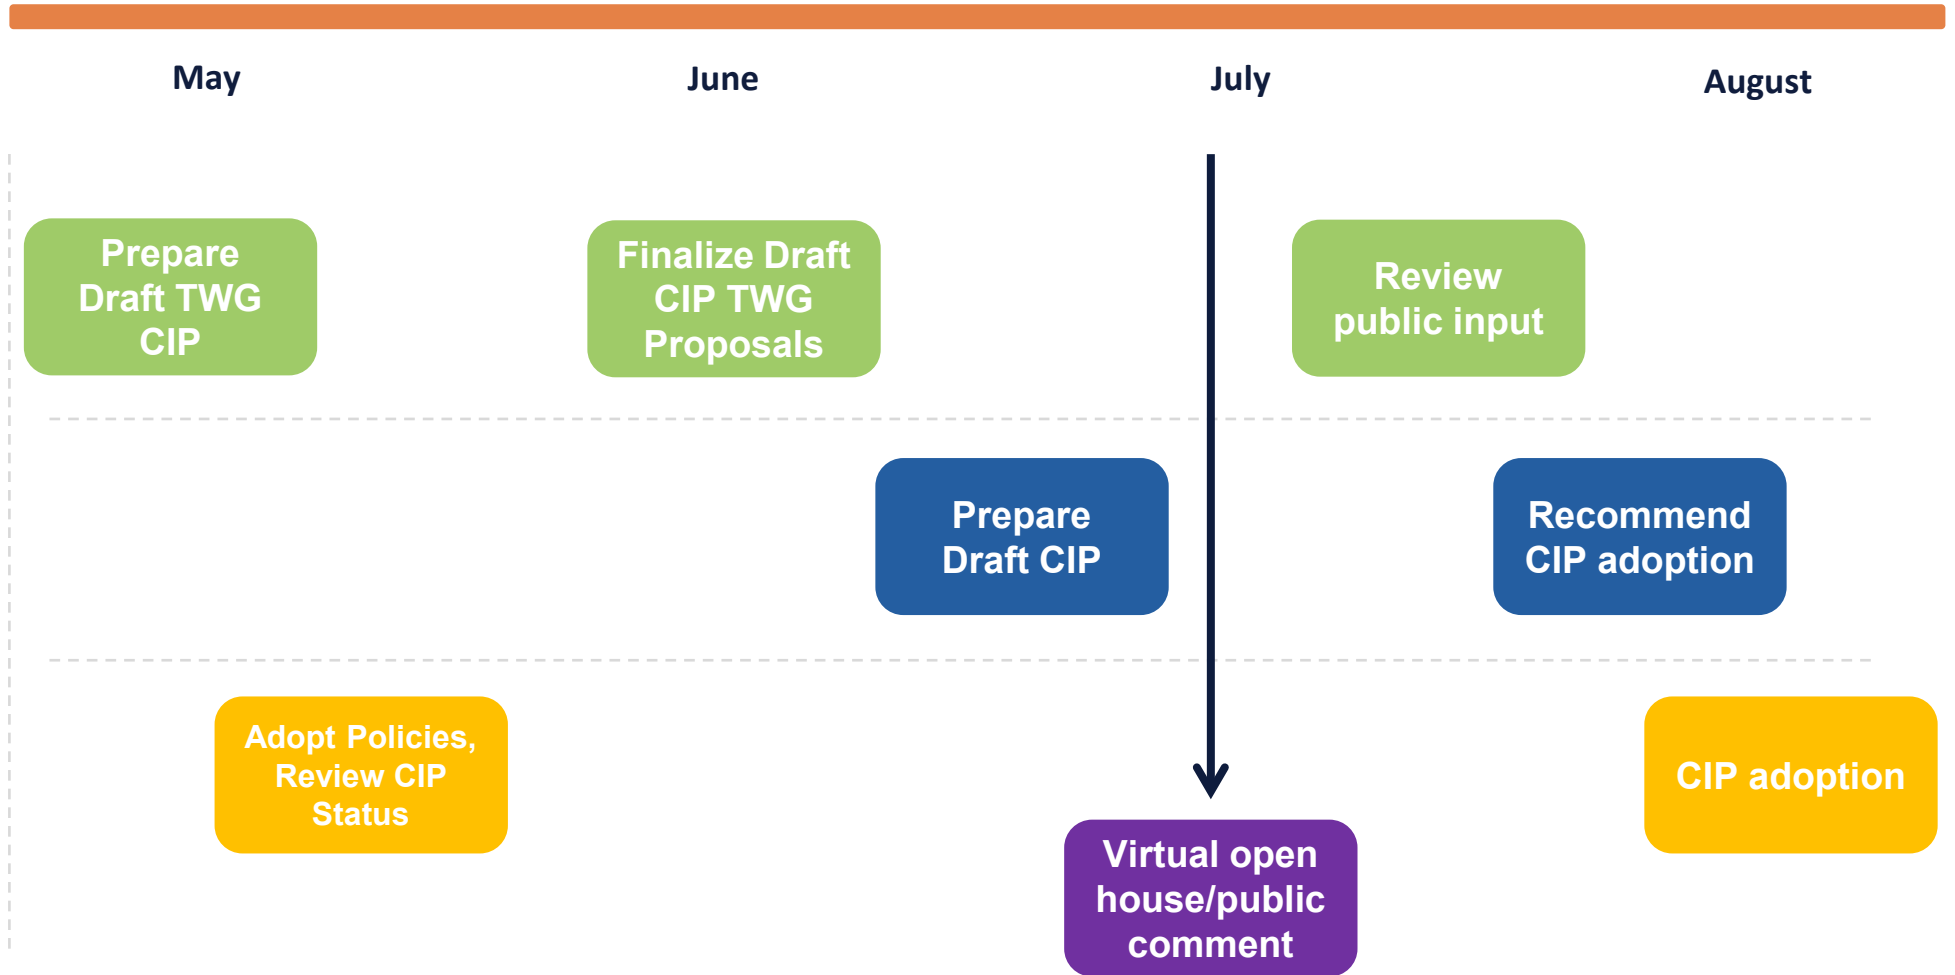 May
June
July
August
Prepare
Draft TWG
CIP
Finalize Draft
CIP TWG
Proposals
Review
public input
Prepare
Draft CIP
Recommend
CIP adoption
Adopt Policies,
Review CIP
Status
CIP adoption
Virtual open
house/public
comment